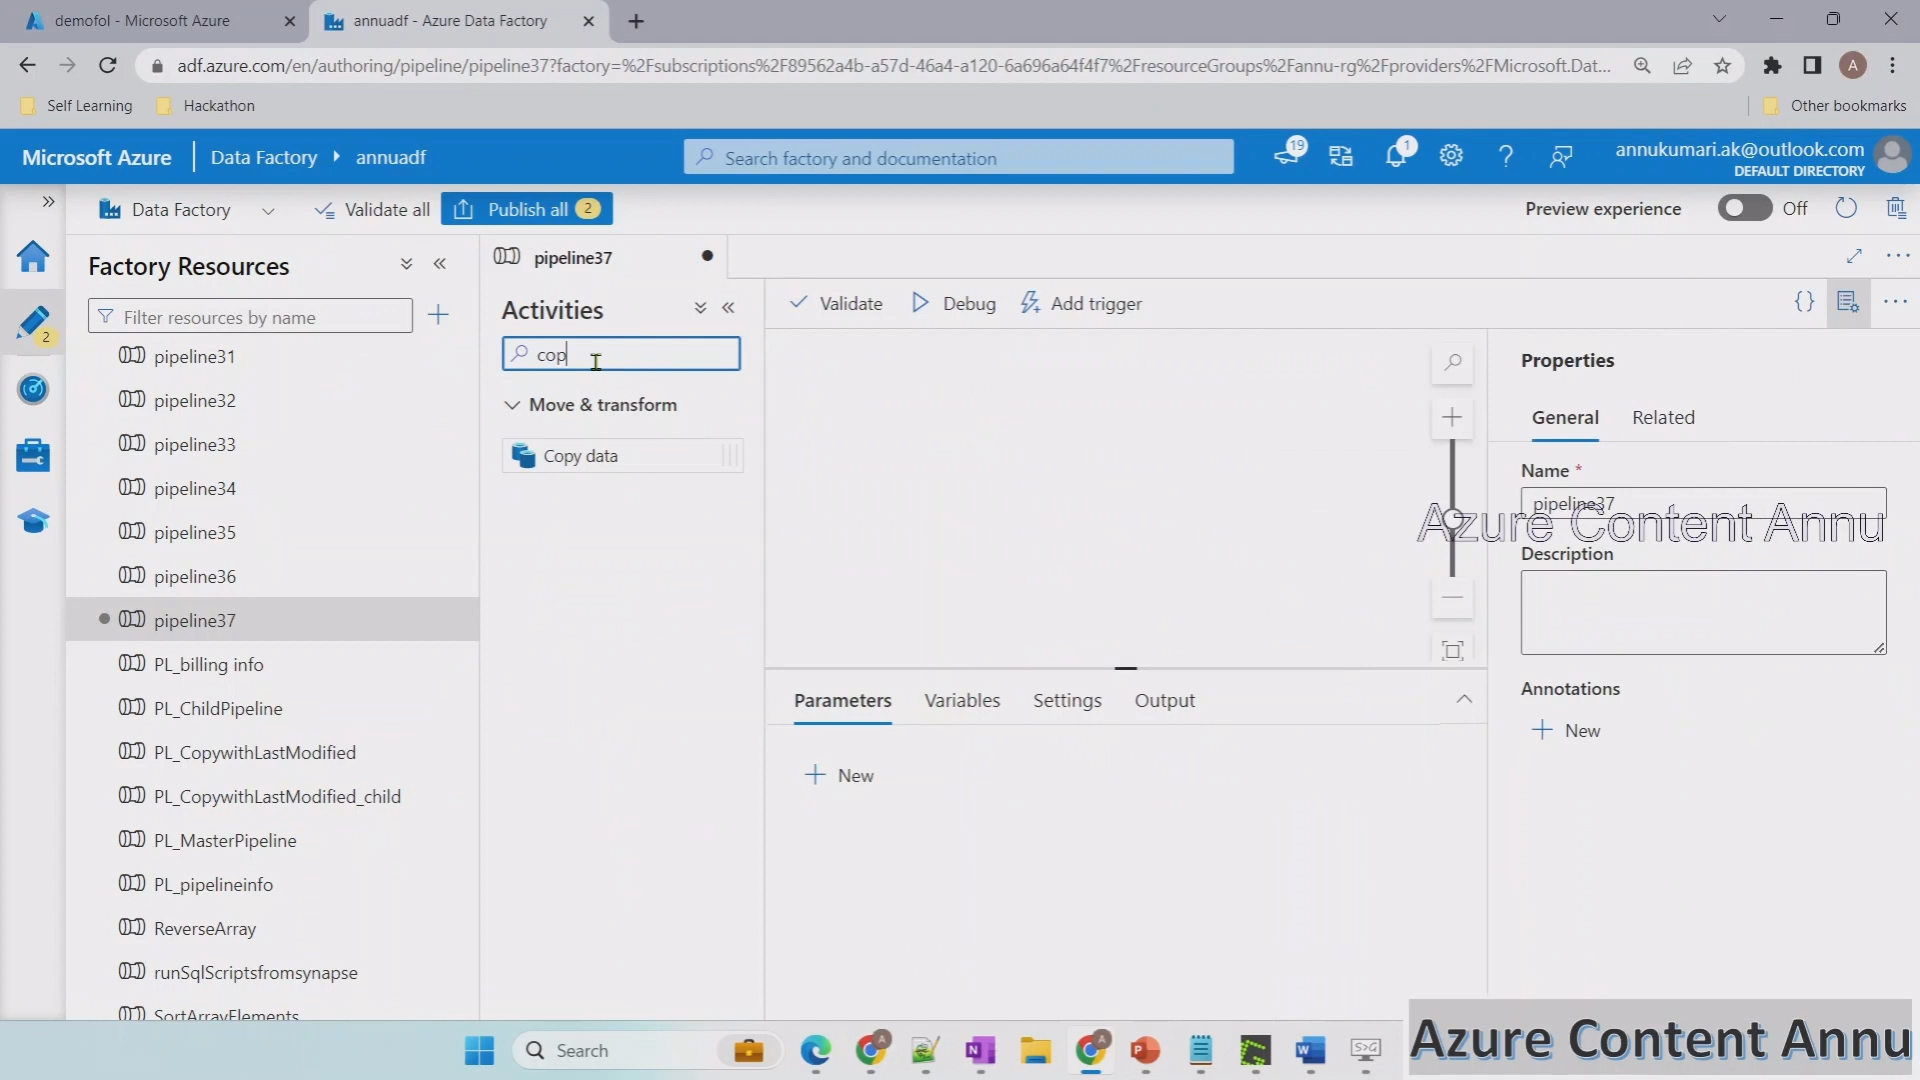 demofol - Microsoft Azure
annuadf - Azure Data Factory
adf.azure.com/en/authoring/pipeline/pipeline37?factory=%2Fsubscriptions%2F89562a4b-a57d-46a4-a120-6a696a64f4f7%2FresourceGroups%2Fannu-rg%2Fproviders%2FMicrosoft.Dat...
A
Self Learning
Hackathon
Other bookmarks
Microsoft Azure
Data Factory
annuadf
Search factory and documentation
19
1
annukumari.ak@outlook.com
DEFAULT DIRECTORY
Data Factory
Validate all
Publish all 2
Preview experience
Off
2
Factory Resources
Filter resources by name
pipeline31
pipeline32
pipeline33
pipeline34
pipeline35
pipeline36
pipeline37
PL_billing info
PL_ChildPipeline
PL_CopywithLastModified
PL_CopywithLastModified_child
PL_MasterPipeline
PL_pipelineinfo
ReverseArray
runSqlScriptsfromsynapse
SortArrayElements
pipeline37
Activities
cop
Move & transform
Copy data
Validate
Debug
Add trigger
Parameters
Variables
Settings
Output
New
Properties
General
Related
Name *
pipeline37
Azure Content Annu
Description
Annotations
New
Search
Azure Content Annu